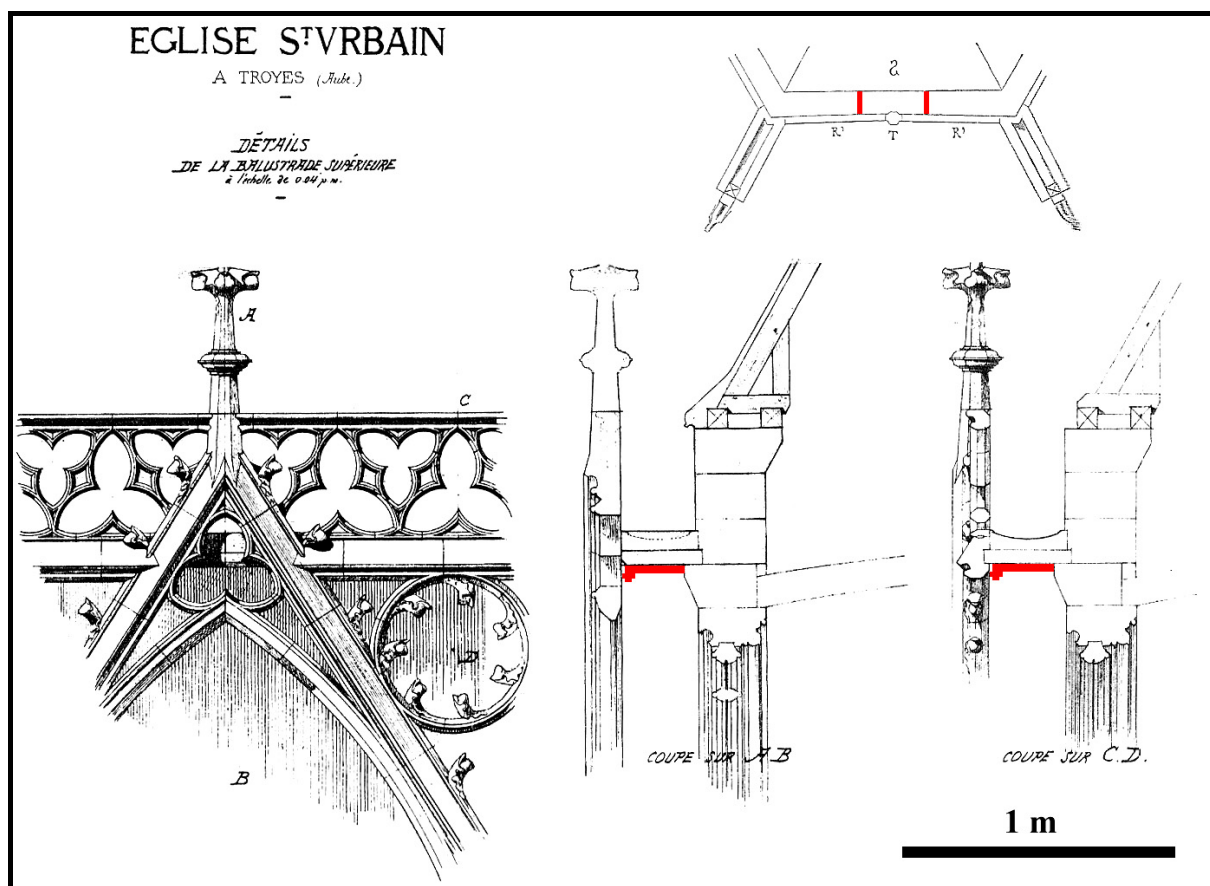 EGLISE ST VRBAIN
A TROYES (Aube.)
DÉTAILS
DE LA BALUSTRADE SUPÉRIEURE
à l'échelle de 0.04 p.m.
S
R' T R'
A
C
B
COUPE SUR A B
COUPE SUR C.D.
1 m